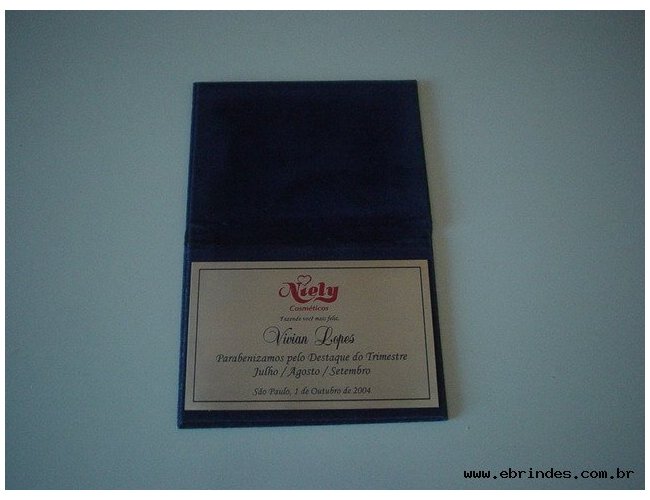 Niely
Cosméticos
Fazendo você mais feliz.
Vivian Lopes
Parabenizamos pelo Destaque do Trimestre
Julho / Agosto / Setembro
São Paulo, 1 de Outubro de 2004
www.ebrindes.com.br